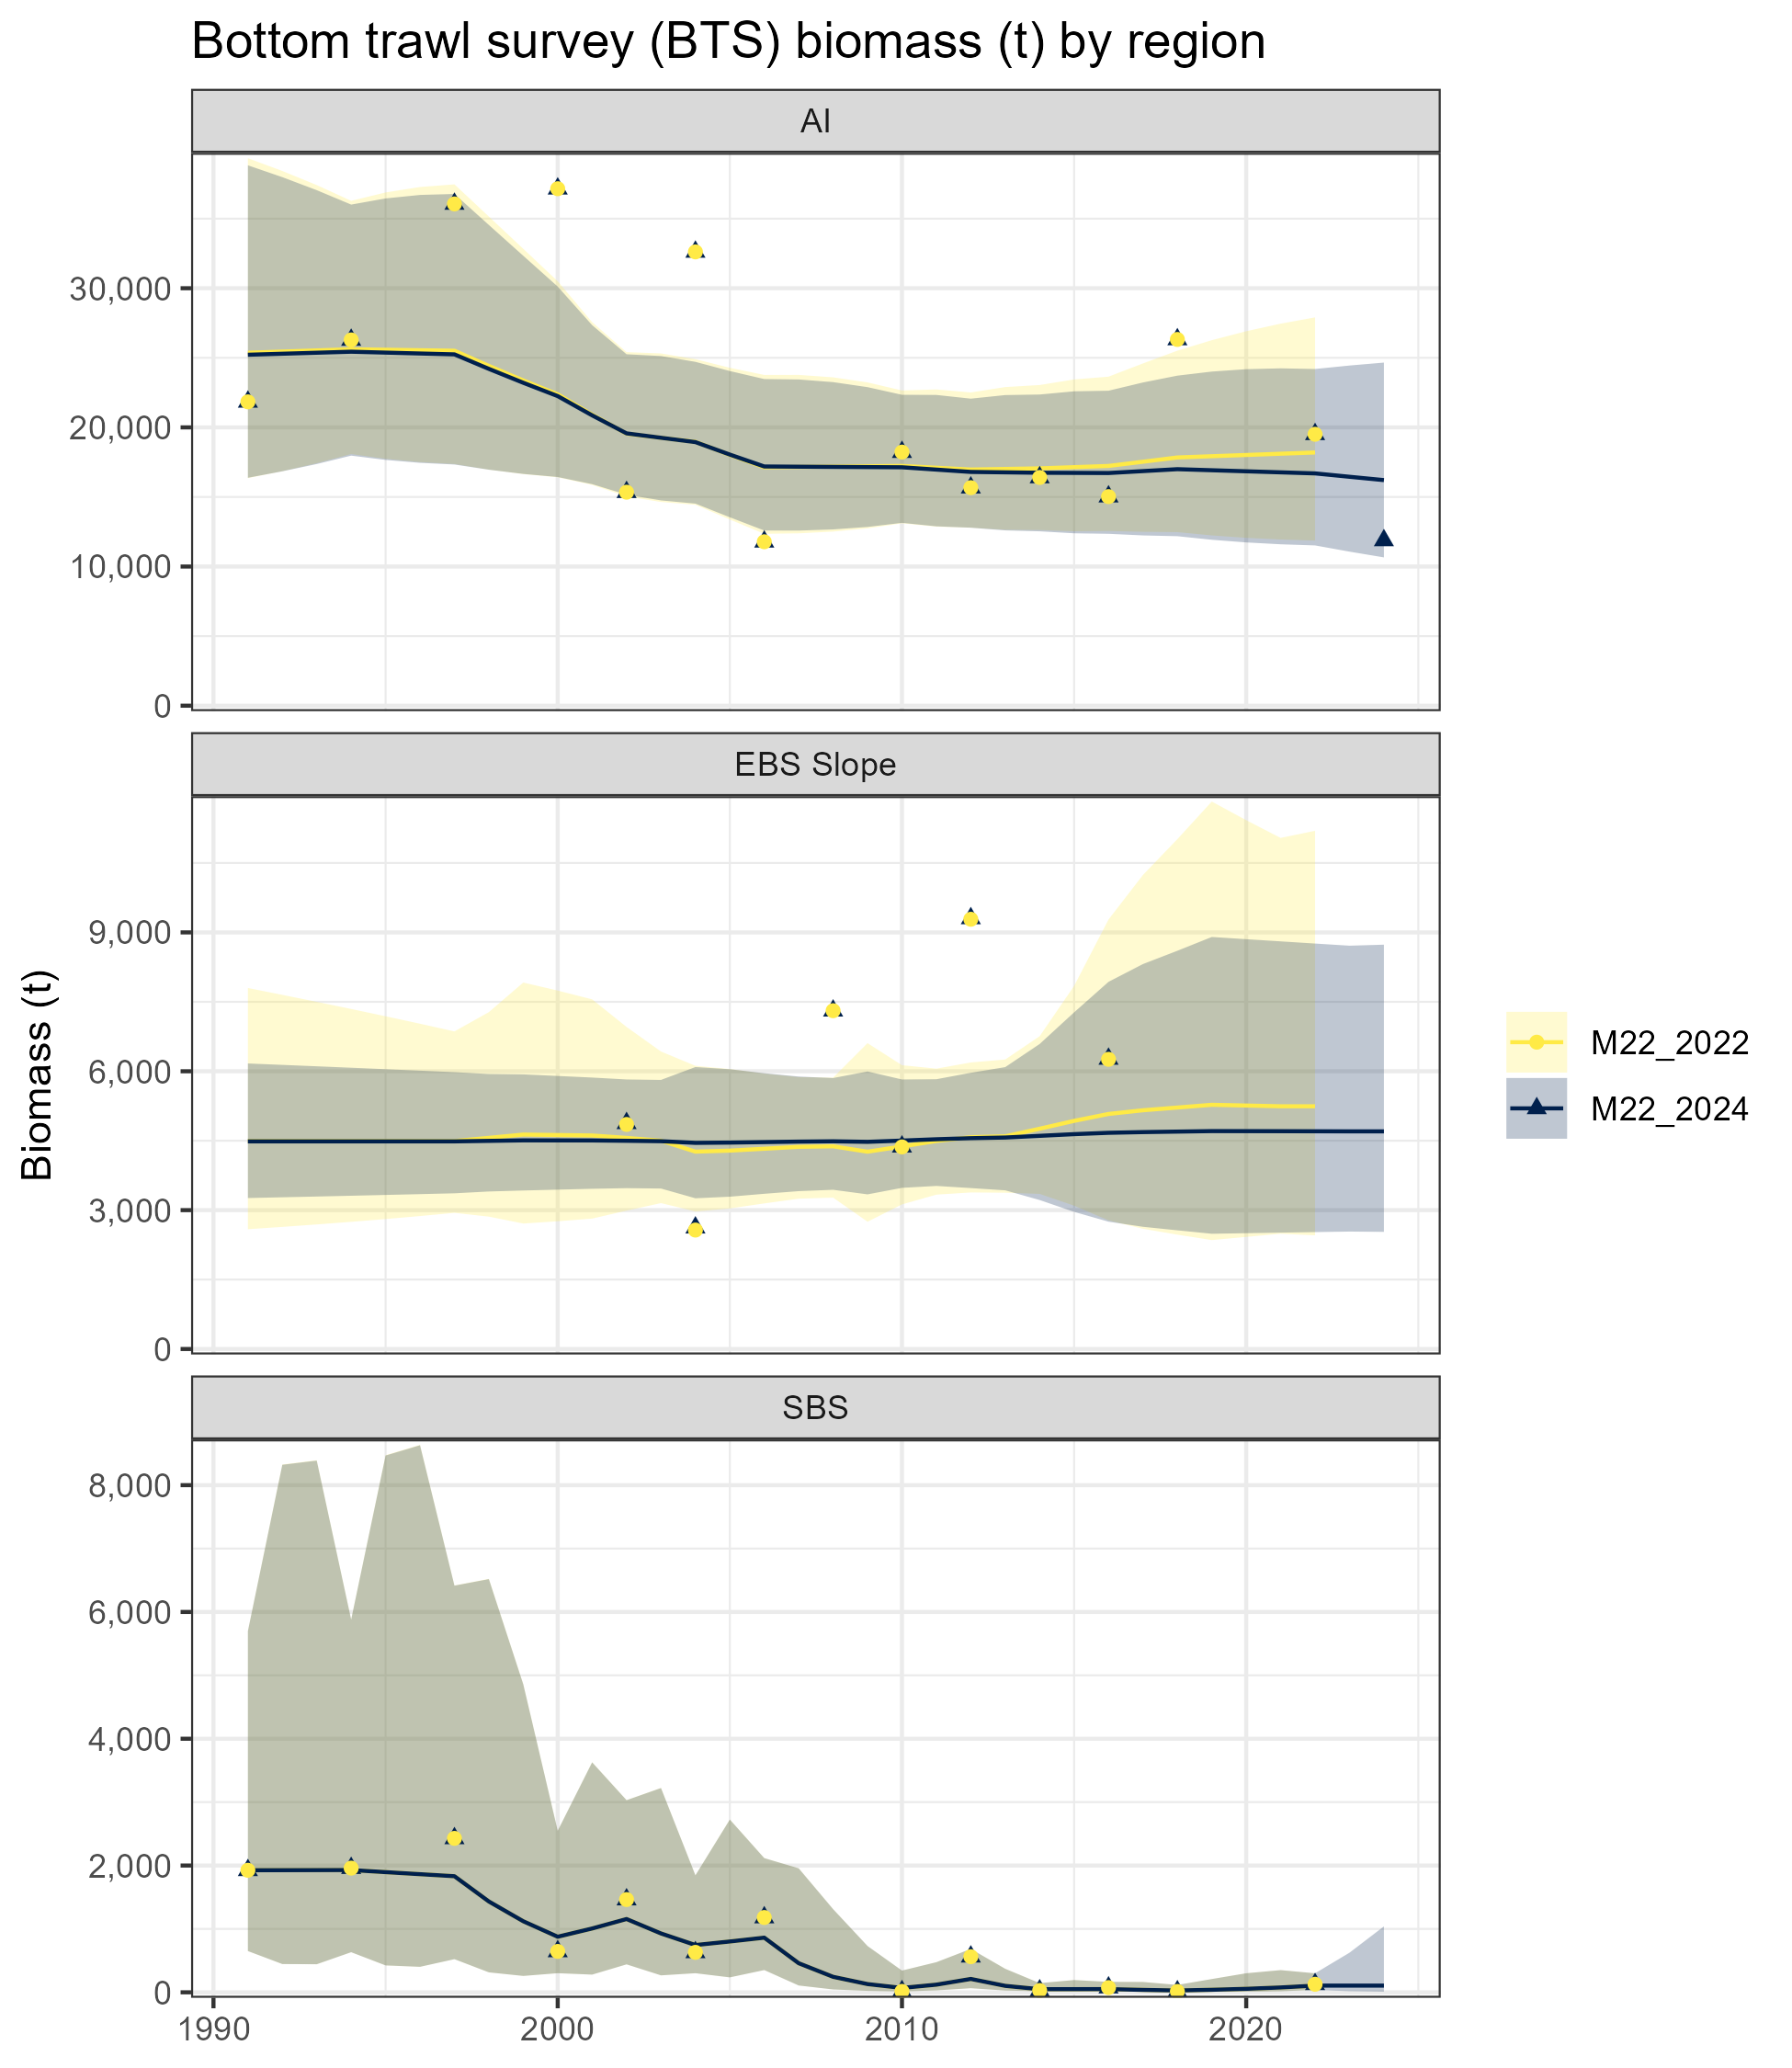 Bottom trawl survey (BTS) biomass (t) by region
AI
30,000
20,000
10,000
0
EBS Slope
9,000
6,000
3,000
0
Biomass (t)
M22_2022
M22_2024
SBS
8,000
6,000
4,000
2,000
0
1990 2000 2010 2020